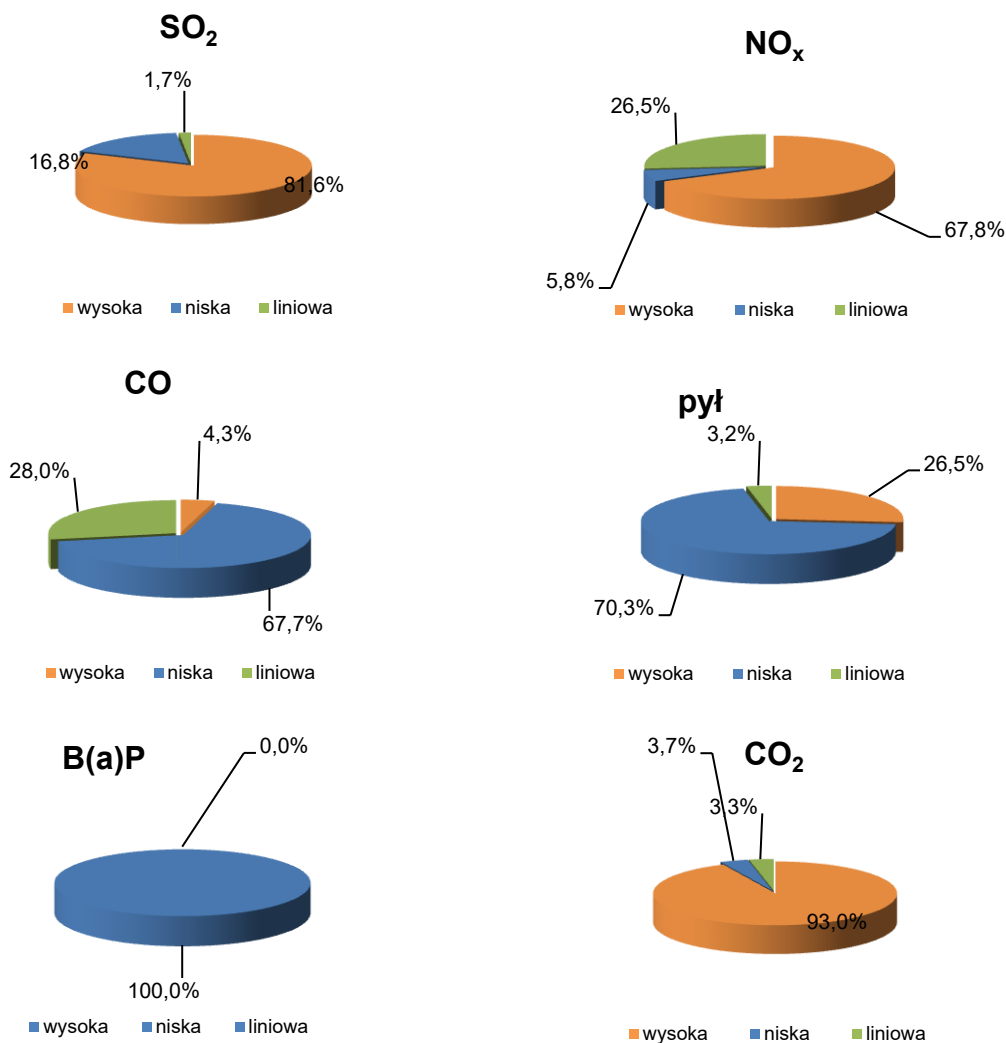 SO₂
1,7%
16,8%
81,6%
wysoka niska liniowa
NOₓ
26,5%
67,8%
5,8%
wysoka niska liniowa
CO
4,3%
28,0%
67,7%
wysoka niska liniowa
pył
3,2%
26,5%
70,3%
wysoka niska liniowa
B(a)P
0,0%
100,0%
wysoka niska liniowa
CO₂
3,7%
3,3%
93,0%
wysoka niska liniowa